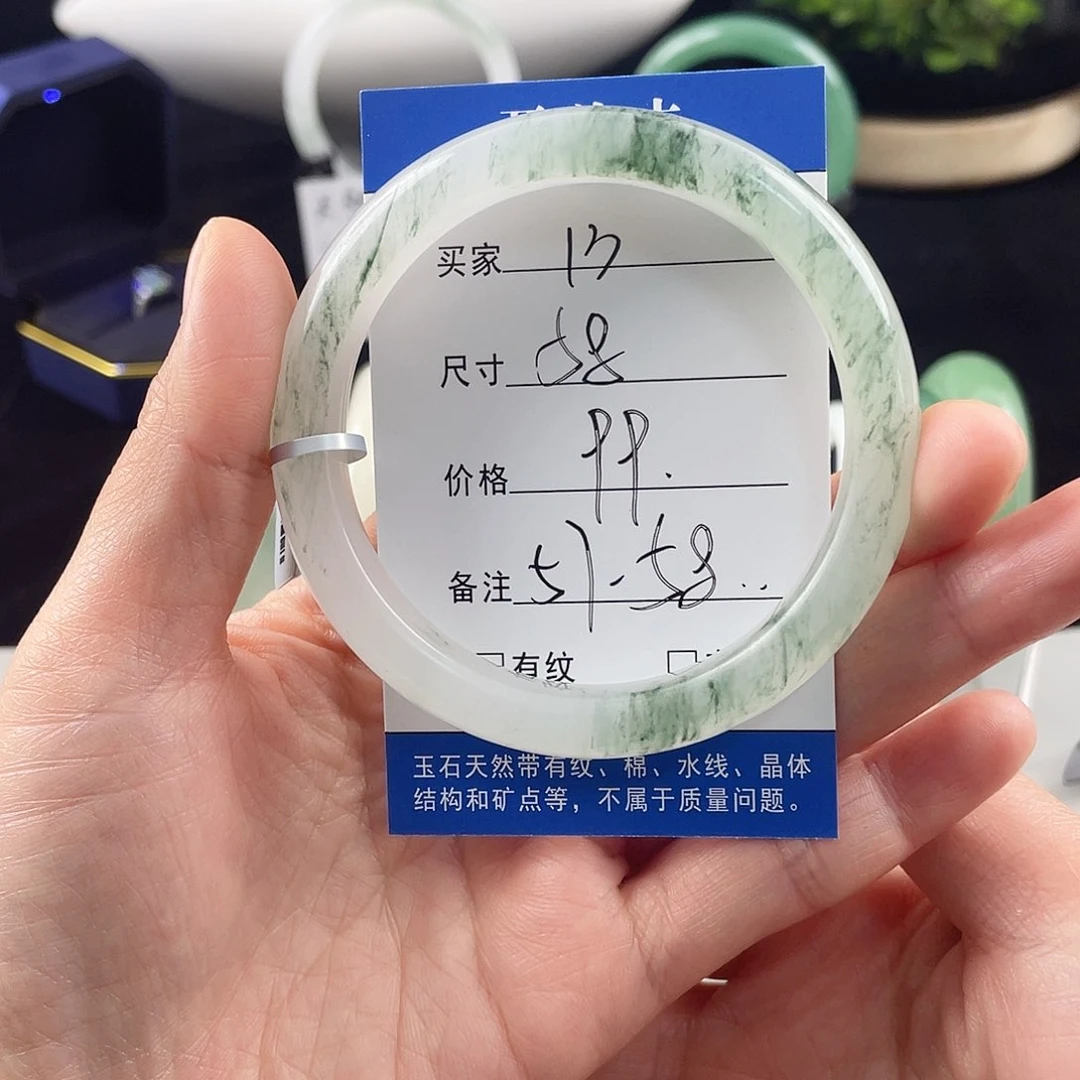 买家 17
尺寸 58
价格 99.
备注 57-58..
有纹
玉石天然带有纹、棉、水线、晶体
结构和矿点等，不属于质量问题。